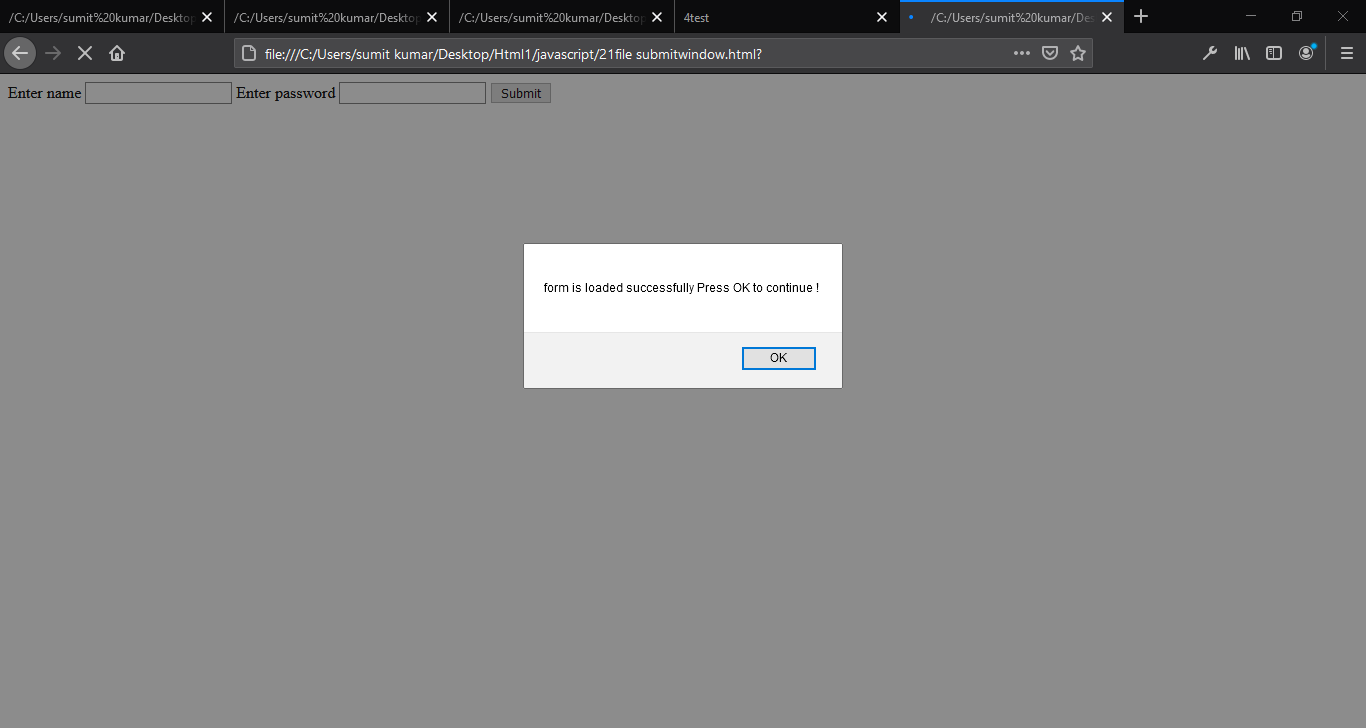 /C:/Users/sumit%20kumar/Desktop
/C:/Users/sumit%20kumar/Desktop
/C:/Users/sumit%20kumar/Desktop
4test
/C:/Users/sumit%20kumar/Des
file:///C:/Users/sumit kumar/Desktop/Html1/javascript/21file submitwindow.html?
Enter name Enter password Submit
form is loaded successfully Press OK to continue !
OK